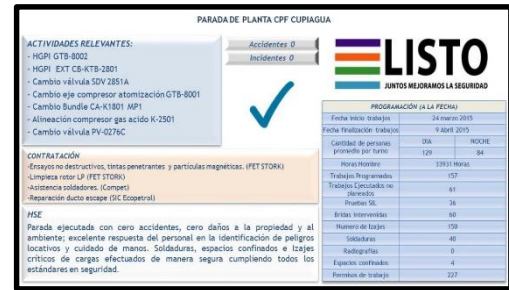 PARADA DE PLANTA CPF CUPIAGUA
ACTIVIDADES RELEVANTES:
- HGPI GTB-8002
- HGPI EXT CB-KTB-2801
- Cambio válvula SDV 2851A
- Cambio eje compresor atomización GTB-8001
- Cambio Bundle CA-K1801 MP1
- Alineación compresor gas acido K-2501
- Cambio válvula PV-0276C
Accidentes 0
Incidentes 0
LISTO
JUNTOS MEJORAMOS LA SEGURIDAD
CONTRATACIÓN
-Ensayos no destructivos, tintas penetrantes y partículas magnéticas. (FET STORK)
-Limpieza rotor LP (FET STORK)
-Asistencia soldadores. (Compet)
-Reparación ducto escape (SIC Ecopetrol)
HSE
Parada ejecutada con cero accidentes, cero daños a la propiedad y al
ambiente; excelente respuesta del personal en la identificación de peligros
locativos y cuidado de manos. Soldaduras, espacios confinados e Izajes
críticos de cargas efectuados de manera segura cumpliendo todos los
estándares en seguridad.
PROGRAMACIÓN (A LA FECHA)
Fecha inicio trabajos 24 marzo 2015
Fecha finalización trabajos 9 Abril 2015
Cantidad de personas promedio por turno DIA NOCHE
129 84
Horas Hombre 33931 Horas
Trabajos Programados 157
Trabajos Ejecutados no planeados 61
Pruebas SIL 36
Bridas Intervenidas 60
Numero de Izajes 150
Soldaduras 40
Radiografías 0
Espacios confinados 4
Permisos de trabajo 227